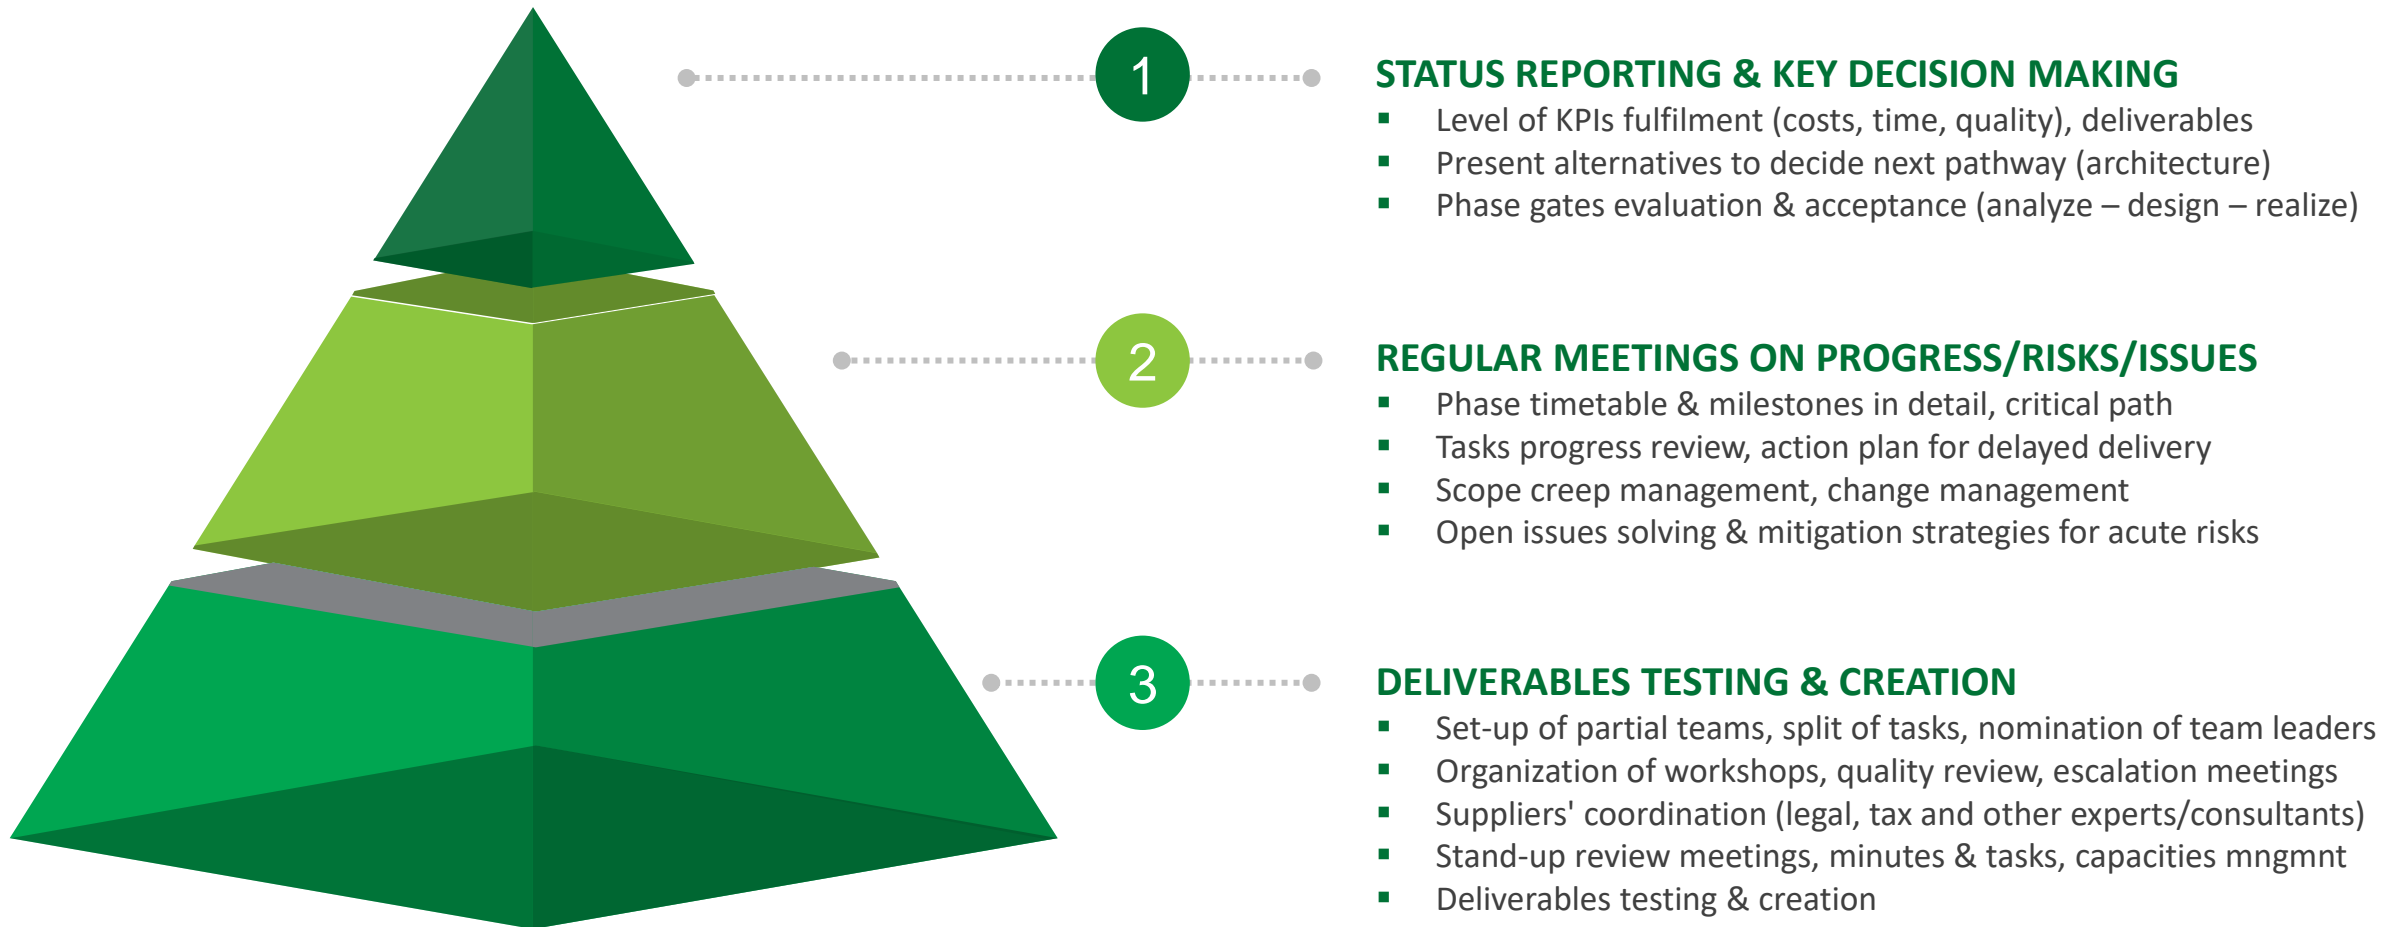 1
STATUS REPORTING & KEY DECISION MAKING
▪ Level of KPIs fulfilment (costs, time, quality), deliverables
▪ Present alternatives to decide next pathway (architecture)
▪ Phase gates evaluation & acceptance (analyze – design – realize)
2
REGULAR MEETINGS ON PROGRESS/RISKS/ISSUES
▪ Phase timetable & milestones in detail, critical path
▪ Tasks progress review, action plan for delayed delivery
▪ Scope creep management, change management
▪ Open issues solving & mitigation strategies for acute risks
3
DELIVERABLES TESTING & CREATION
▪ Set-up of partial teams, split of tasks, nomination of team leaders
▪ Organization of workshops, quality review, escalation meetings
▪ Suppliers' coordination (legal, tax and other experts/consultants)
▪ Stand-up review meetings, minutes & tasks, capacities mngmnt
▪ Deliverables testing & creation